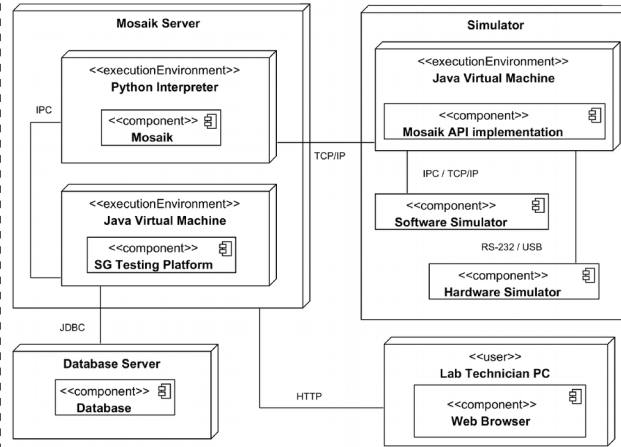 Mosaik Server
<<executionEnvironment>>
Python Interpreter
<<component>>
Mosaik
IPC
<<executionEnvironment>>
Java Virtual Machine
<<component>>
SG Testing Platform
TCP/IP
Simulator
<<executionEnvironment>>
Java Virtual Machine
<<component>>
Mosaik API implementation
IPC / TCP/IP
<<component>>
Software Simulator
RS-232 / USB
<<component>>
Hardware Simulator
JDBC
Database Server
<<component>>
Database
HTTP
<<user>>
Lab Technician PC
<<component>>
Web Browser